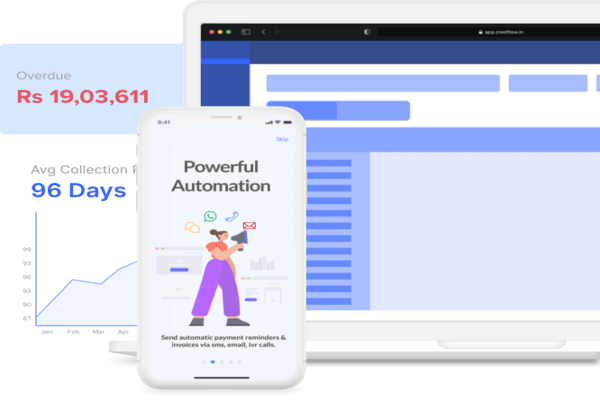 app.credflow.in
Overdue
Rs 19,03,611
Avg Collection
96 Days
99
93
96
93
90
87
Jan
Feb
Mar
Apr
9:41
Skip
Powerful
Automation
Send automatic payment reminders &
invoices via sms, email, ivr calls.